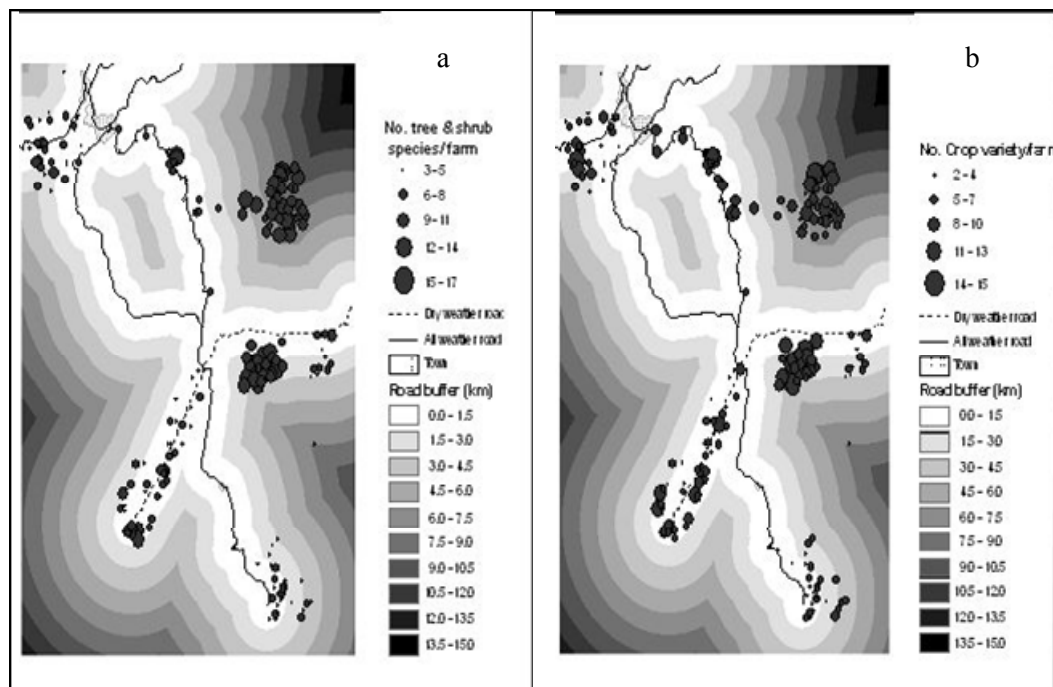 a
No. tree & shrub
species/farm
3 - 5
6 - 8
9 - 11
12 - 14
15 - 17
Dry weather road
All weather road
Town
Road buffer (km)
0.0 - 1.5
1.5 - 3.0
3.0 - 4.5
4.5 - 6.0
6.0 - 7.5
7.5 - 9.0
9.0 - 10.5
10.5 - 12.0
12.0 - 13.5
13.5 - 15.0
b
No. Crop variety/farm
2 - 4
5 - 7
8 - 10
11 - 13
14 - 15
Dry weather road
All weather road
Town
Road buffer (km)
0.0 - 1.5
1.5 - 3.0
3.0 - 4.5
4.5 - 6.0
6.0 - 7.5
7.5 - 9.0
9.0 - 10.5
10.5 - 12.0
12.0 - 13.5
13.5 - 15.0